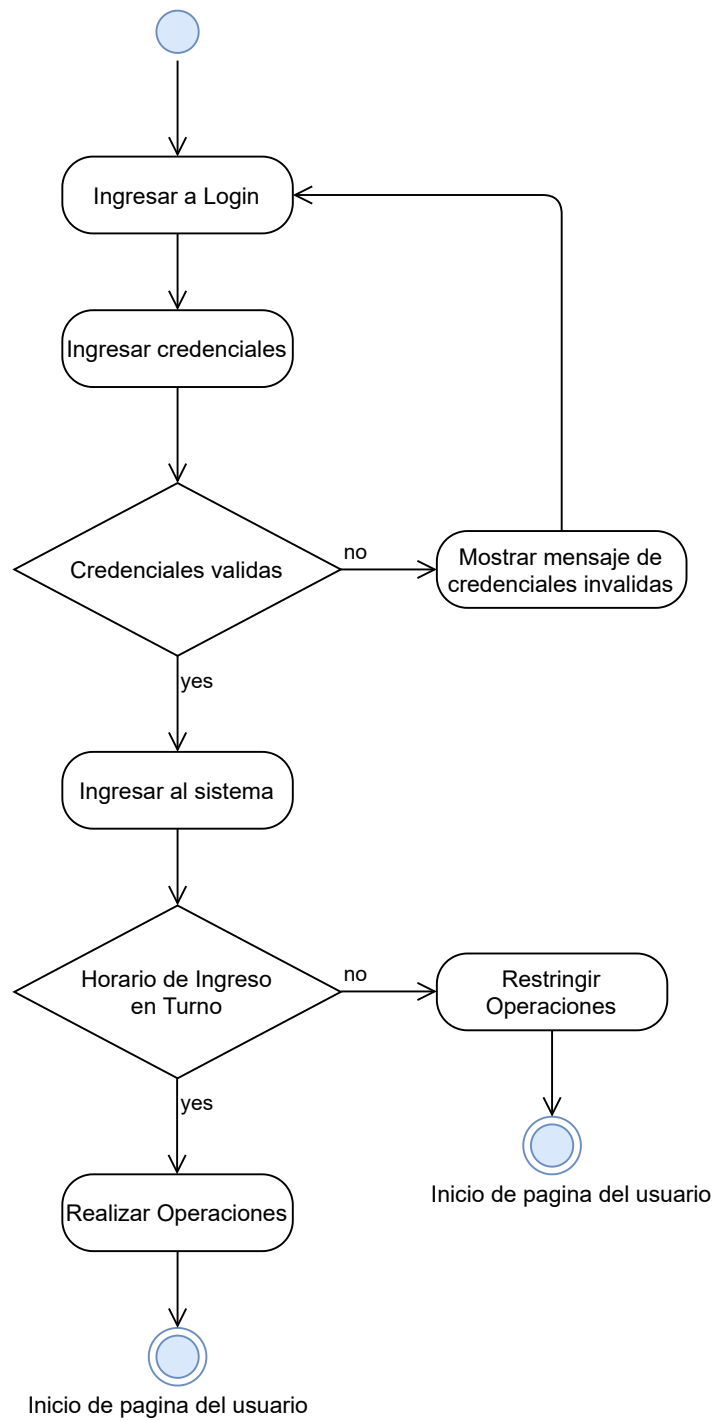 Ingresar a Login
Ingresar credenciales
Credenciales validas
no
Mostrar mensaje de
credenciales invalidas
yes
Ingresar al sistema
Horario de Ingreso
en Turno
no
Restringir
Operaciones
yes
Inicio de pagina del usuario
Realizar Operaciones
Inicio de pagina del usuario